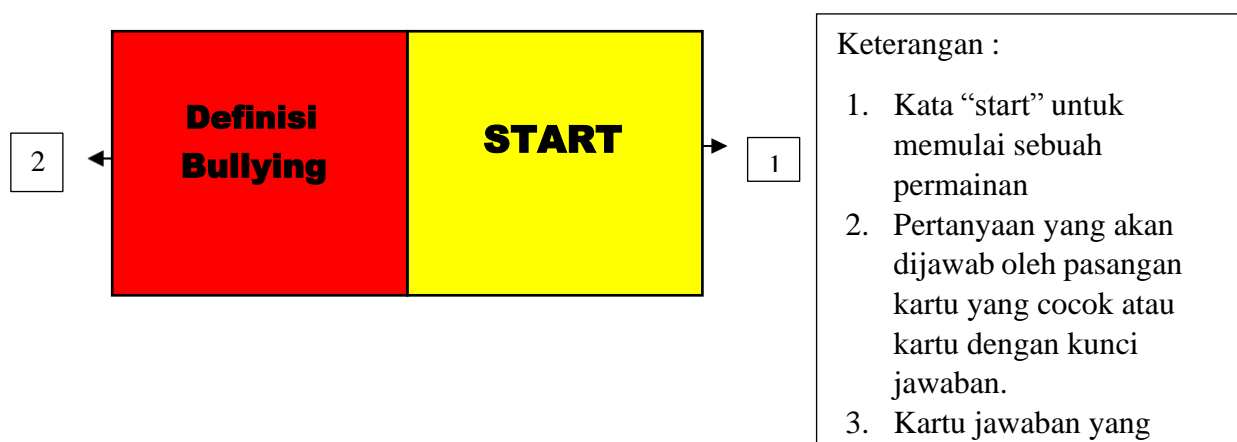 Definisi
Bullying
START
2
1
Keterangan :
1. Kata “start” untuk
memulai sebuah
permainan
2. Pertanyaan yang akan
dijawab oleh pasangan
kartu yang cocok atau
kartu dengan kunci
jawaban.
3. Kartu jawaban yang